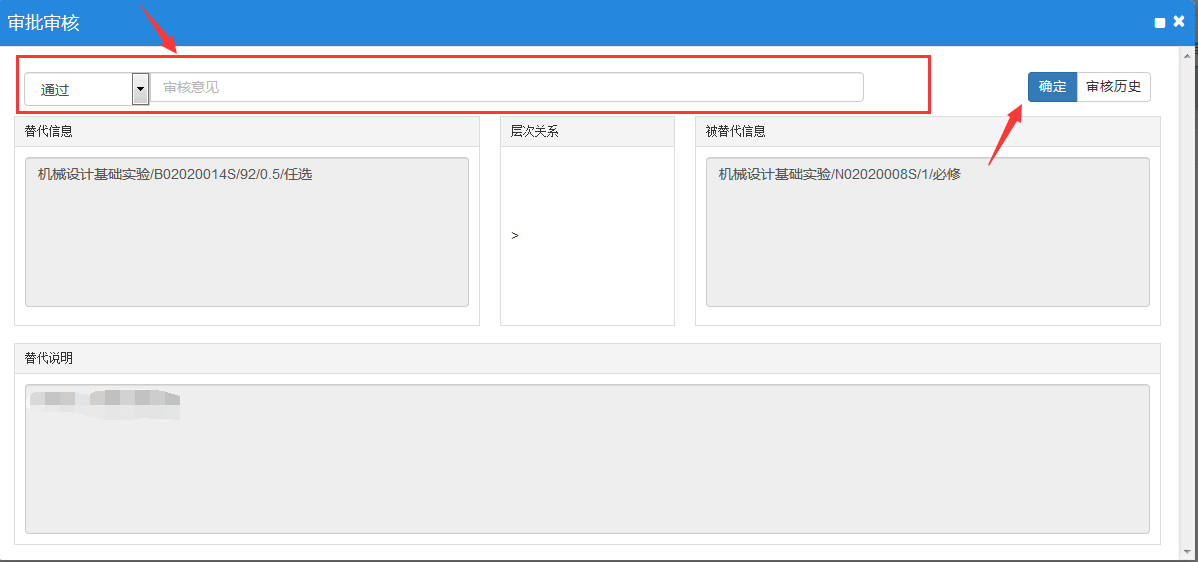 审批审核
通过
审核意见
确定
审核历史
替代信息
层次关系
被替代信息
机械设计基础实验/B02020014S/92/0.5/任选
>
机械设计基础实验/N02020008S/1/必修
替代说明